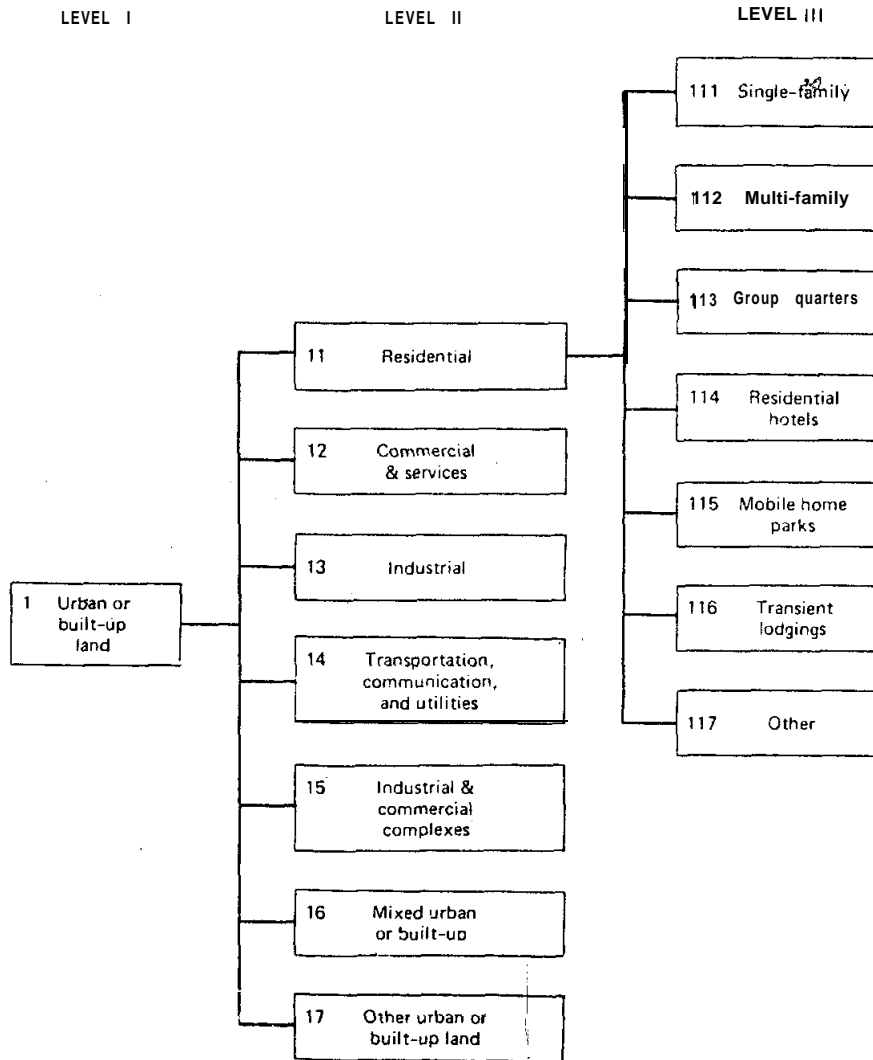 LEVEL I
LEVEL II
LEVEL III
1 Urban or
built-up
land
11 Residential
12 Commercial
& services
13 Industrial
14 Transportation,
communication,
and utilities
15 Industrial &
commercial
complexes
16 Mixed urban
or built-up
17 Other urban or
built-up land
111 Single-family
112 Multi-family
113 Group quarters
114 Residential
hotels
115 Mobile home
parks
116 Transient
lodgings
117 Other